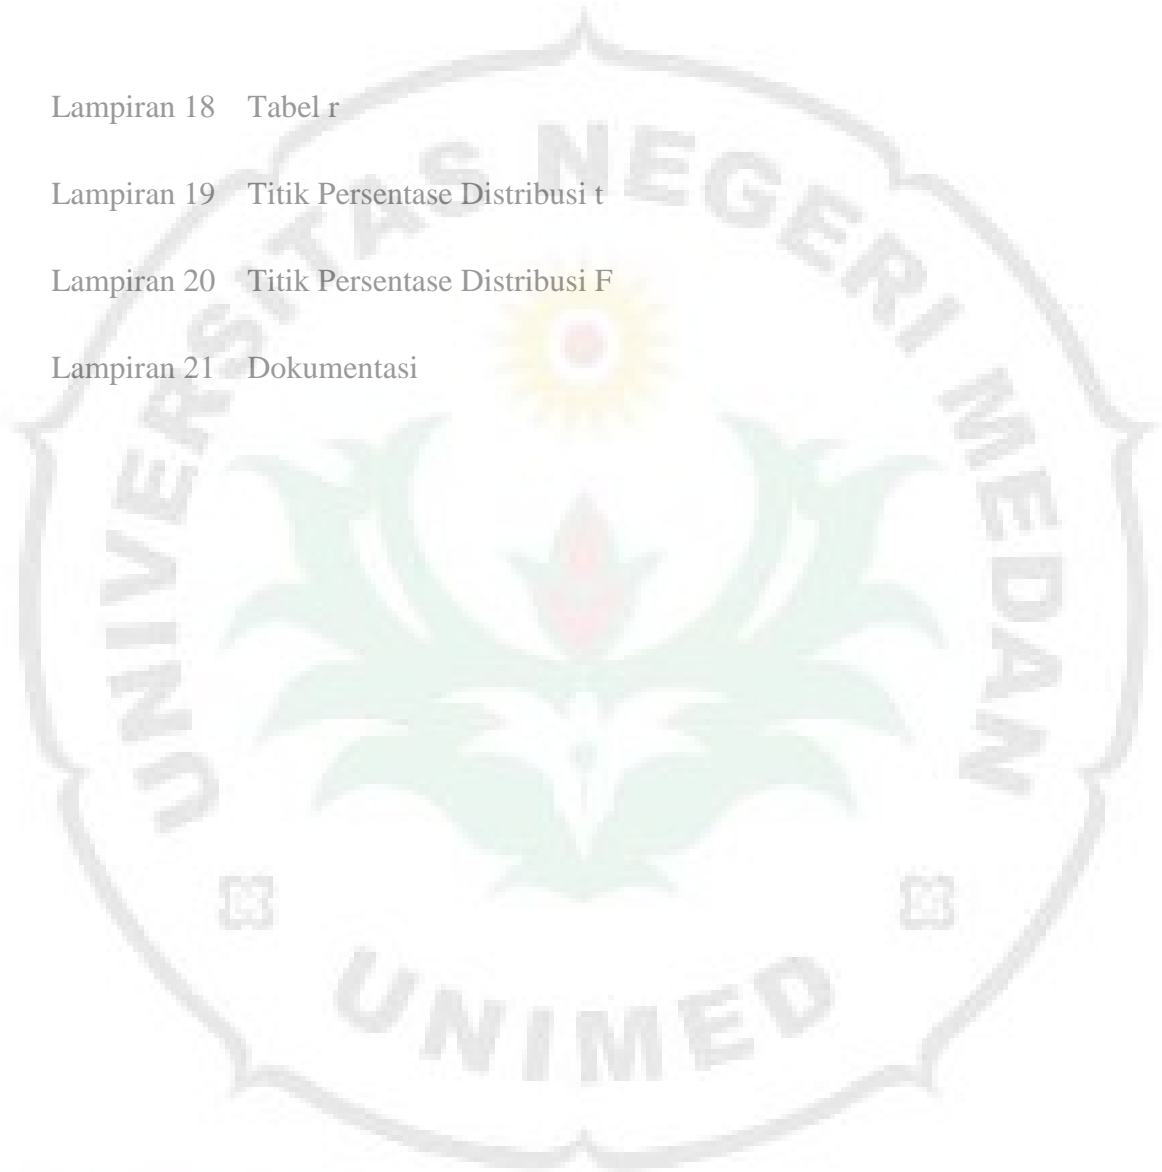 Lampiran 18 Tabel r
Lampiran 19 Titik Persentase Distribusi t
Lampiran 20 Titik Persentase Distribusi F
Lampiran 21 Dokumentasi
UNIVERSITAS NEGERI MEDAN
UNIMED